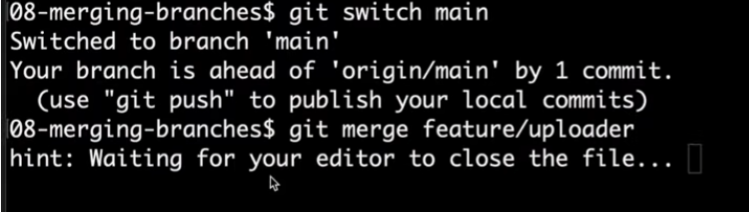 08-merging-branches$ git switch main
Switched to branch 'main'
Your branch is ahead of 'origin/main' by 1 commit.
  (use "git push" to publish your local commits)
08-merging-branches$ git merge feature/uploader
hint: Waiting for your editor to close the file...